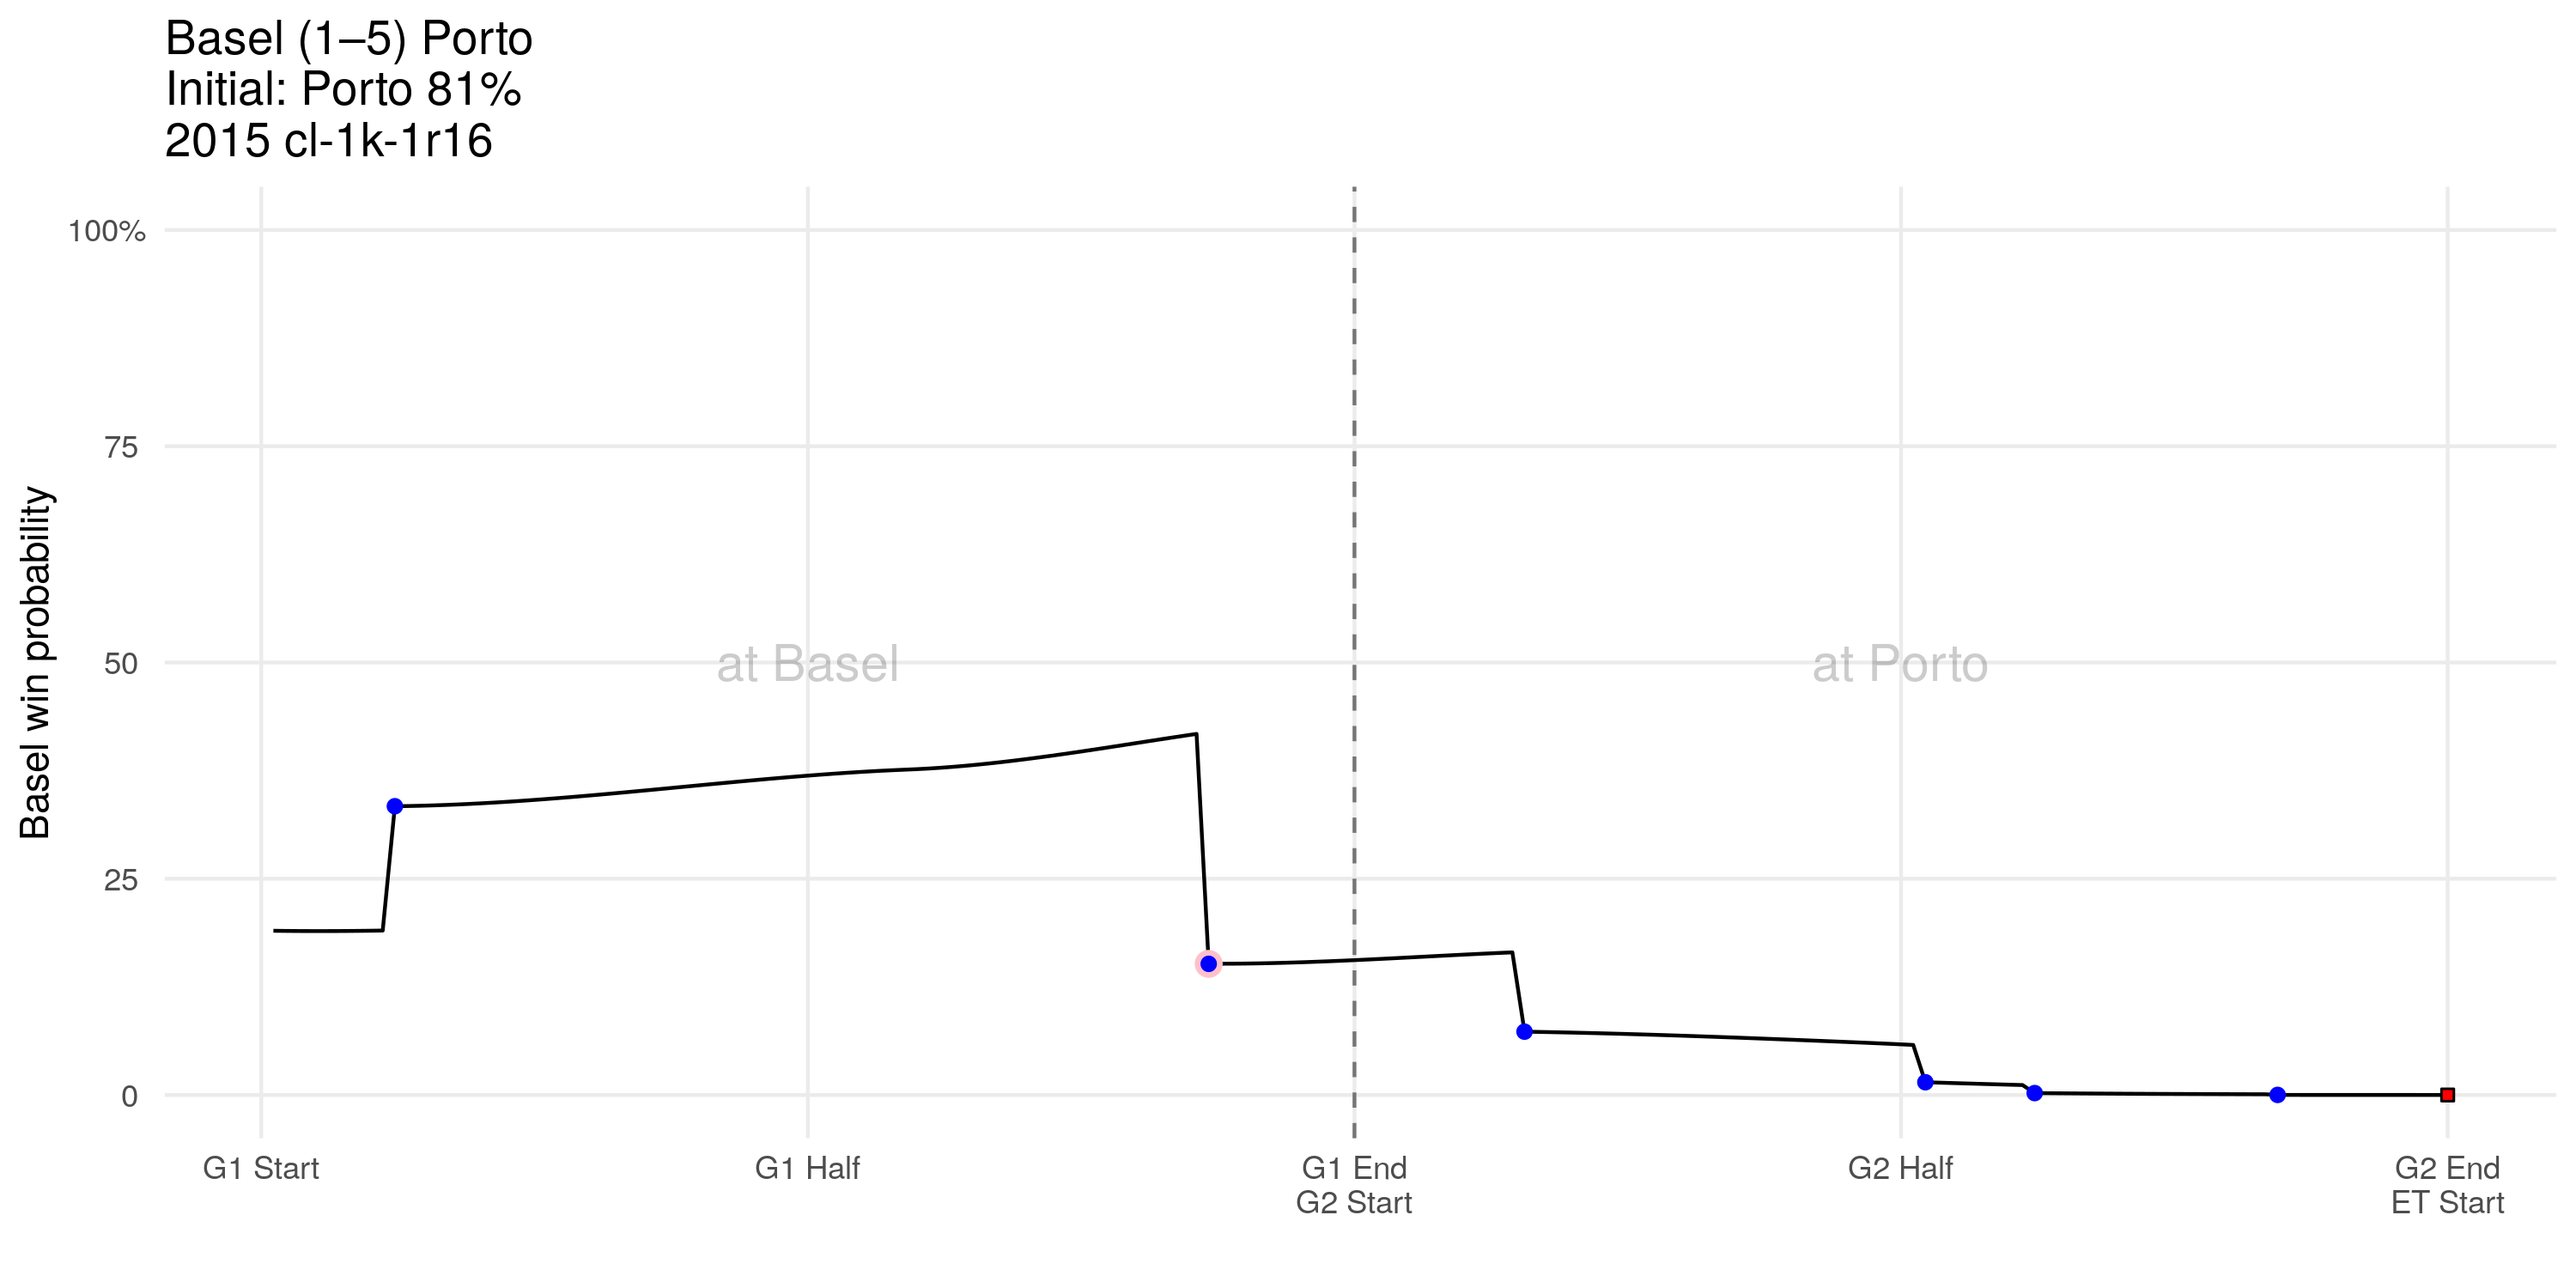 Basel (1–5) Porto
Initial: Porto 81%
2015 cl-1k-1r16
Basel win probability
100%
75
50
25
0
at Basel
at Porto
G1 Start
G1 Half
G1 End
G2 Start
G2 Half
G2 End
ET Start